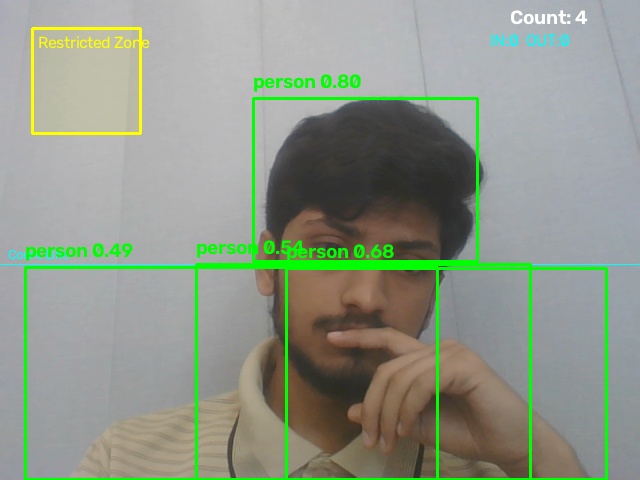 Count: 4
IN:0 OUT:0
Restricted Zone
person 0.80
person 0.49
person 0.54
person 0.68